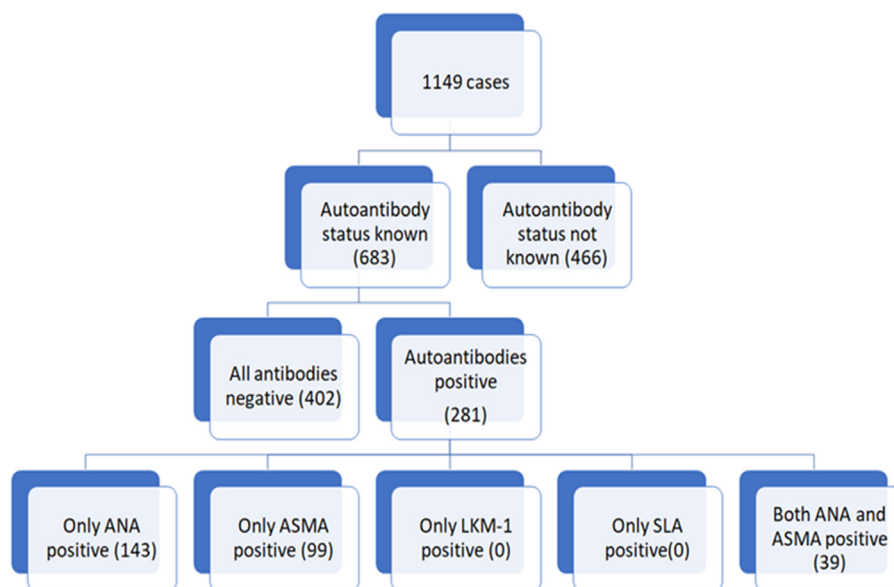 1149 cases
Autoantibody
status known
(683)
Autoantibody
status not
known (466)
All antibodies
negative (402)
Autoantibodies
positive
(281)
Only ANA
positive (143)
Only ASMA
positive (99)
Only LKM-1
positive (0)
Only SLA
positive(0)
Both ANA and
ASMA positive
(39)